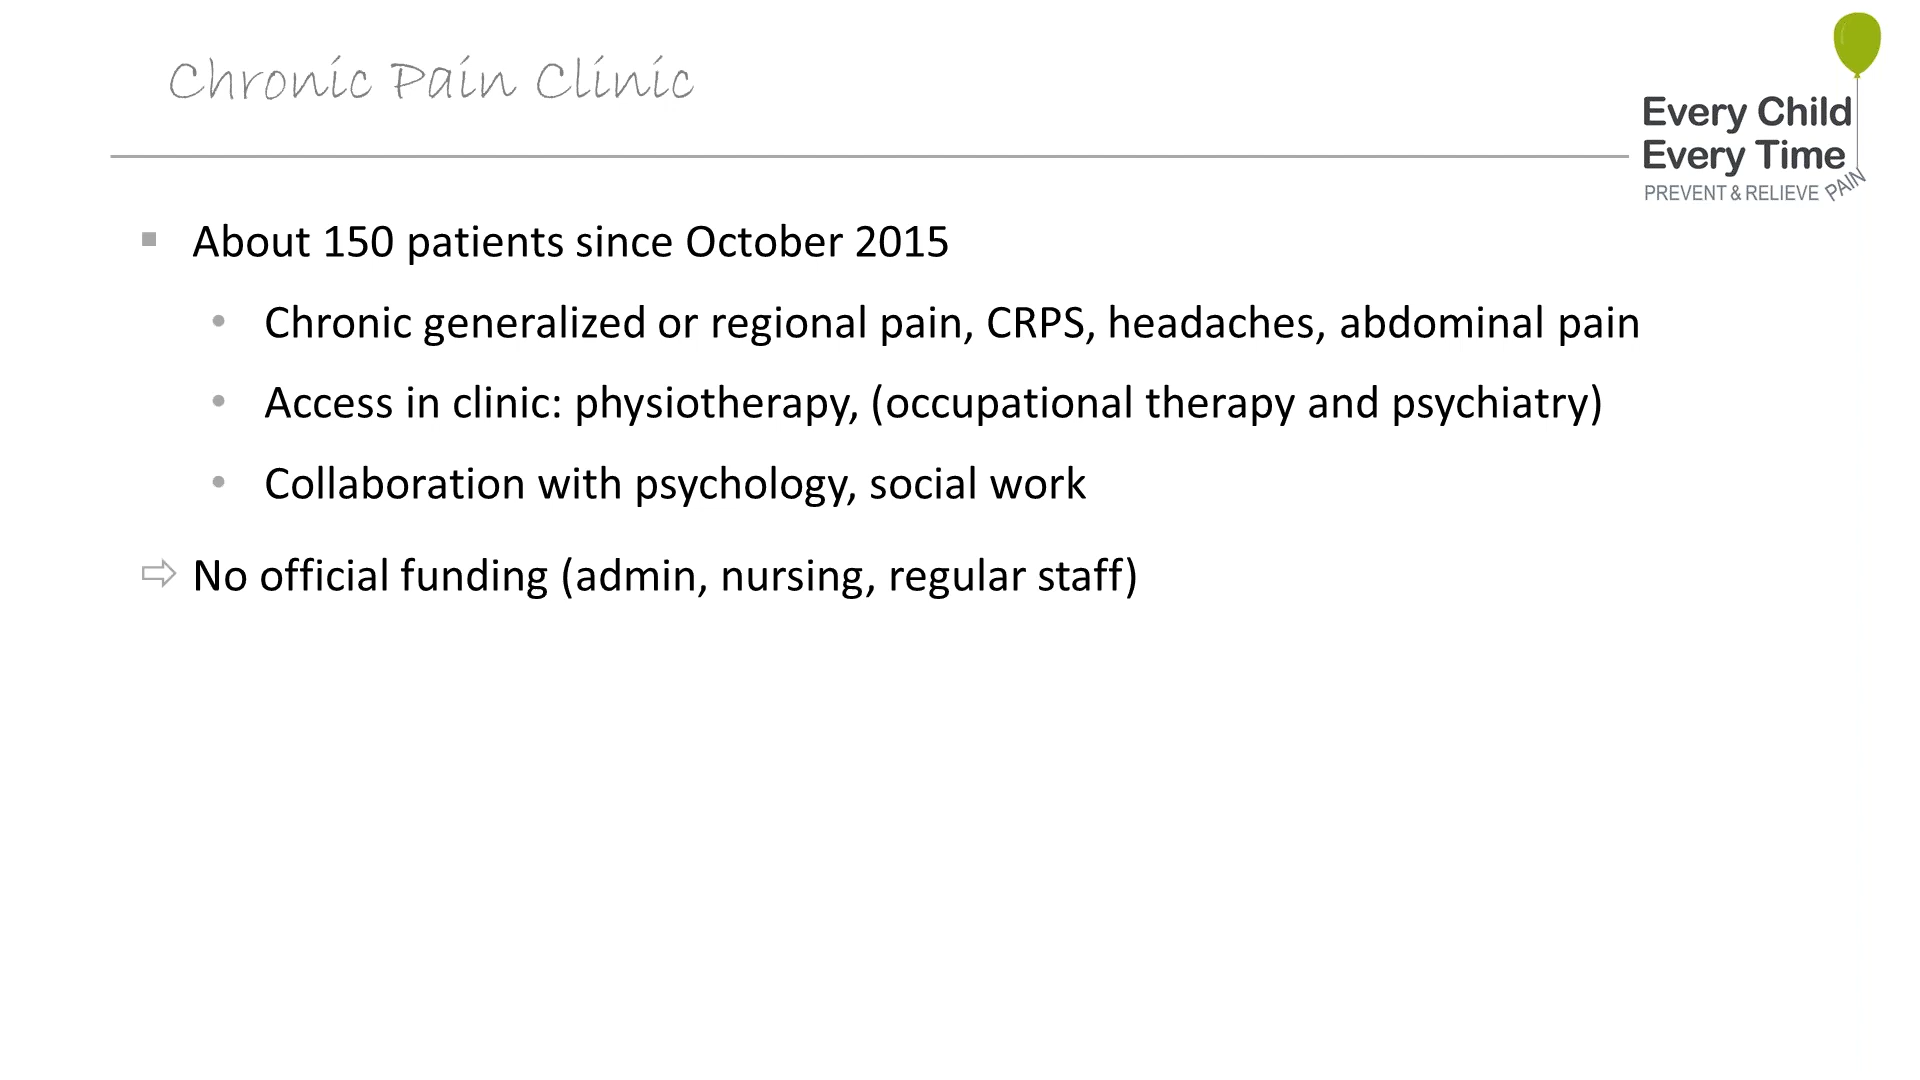 Chronic Pain Clinic
Every Child
Every Time
PREVENT & RELIEVE PAIN
About 150 patients since October 2015
Chronic generalized or regional pain, CRPS, headaches, abdominal pain
Access in clinic: physiotherapy, (occupational therapy and psychiatry)
Collaboration with psychology, social work
No official funding (admin, nursing, regular staff)